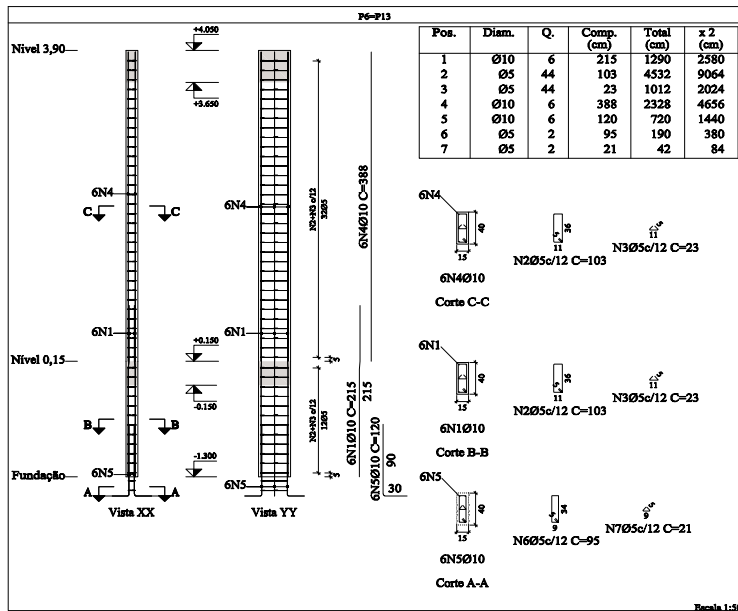 P6=P13
Pos. Diam. Q. Comp. (cm) Total (cm) x 2 (cm)
1 Ø10 6 215 1290 2580
2 Ø5 44 103 4532 9064
3 Ø5 44 23 1012 2024
4 Ø10 6 388 2328 4656
5 Ø10 6 120 720 1440
6 Ø5 2 95 190 380
7 Ø5 2 21 42 84
Nível 3,90
+4.050
+3.650
6N4
6N4
C
C
N2+N3 c/12
32Ø5
6N4Ø10 C=388
6N1
6N1
Nível 0,15
+0.150
-0.150
5
N2+N3 c/12
12Ø5
6N1Ø10 C=215
215
B
B
6N5Ø10 C=120
90
30
Fundação
-1.300
5
6N5
6N5
A
A
Vista XX
Vista YY
6N4
40
15
6N4Ø10
Corte C-C
36
11
N2Ø5c/12 C=103
11
N3Ø5c/12 C=23
6N1
40
15
6N1Ø10
Corte B-B
36
11
N2Ø5c/12 C=103
11
N3Ø5c/12 C=23
6N5
40
15
6N5Ø10
Corte A-A
34
9
N6Ø5c/12 C=95
9
N7Ø5c/12 C=21